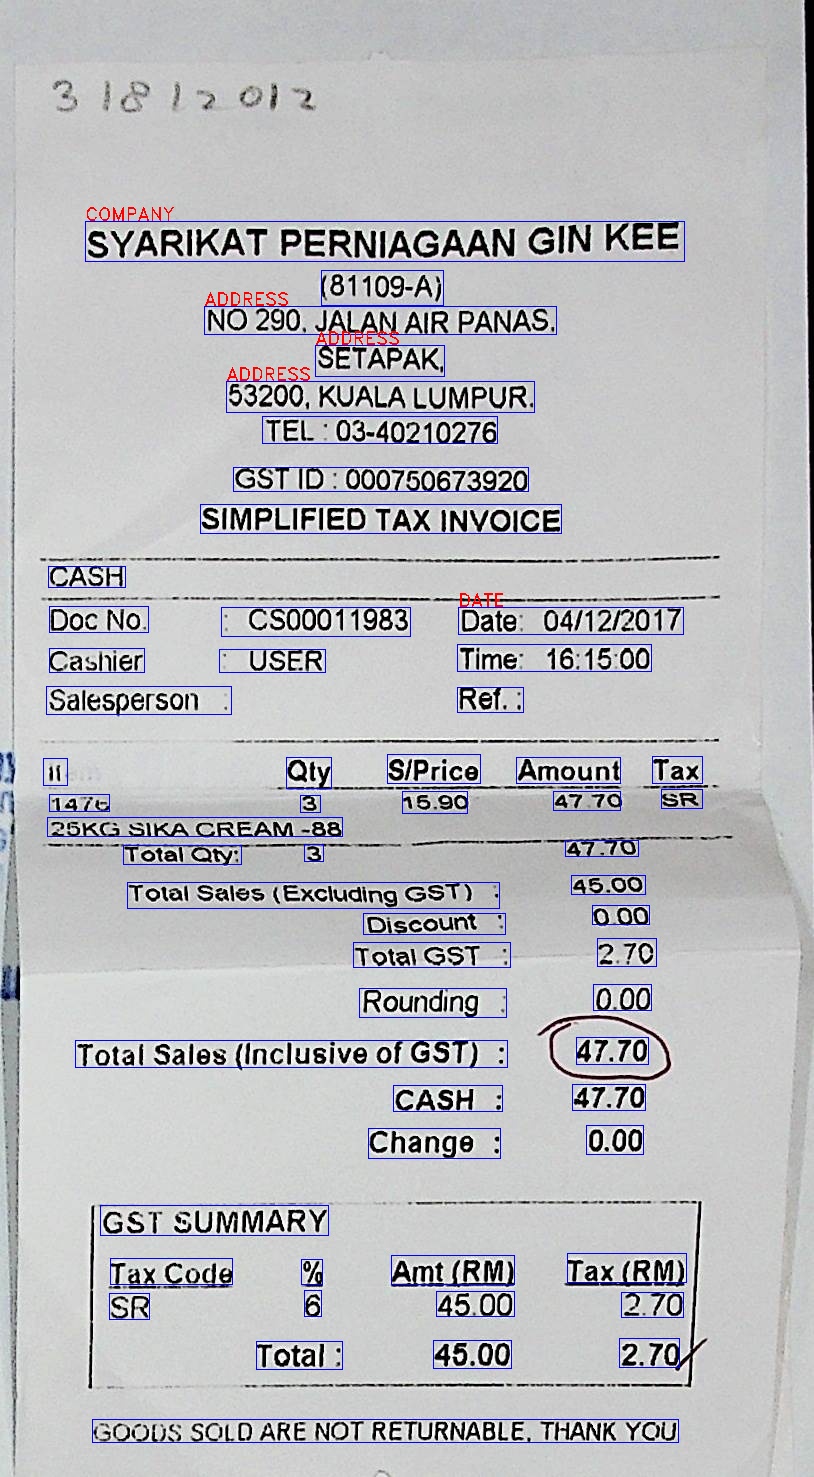 3 1812012
COMPANY
SYARIKAT PERNIAGAAN GIN KEE
(81109-A)
ADDRESS
NO 290, JALAN AIR PANAS,
ADDRESS
SETAPAK,
ADDRESS
53200, KUALA LUMPUR.
TEL : 03-40210276
GST ID : 000750673920
SIMPLIFIED TAX INVOICE
CASH
DATE
Doc No. : CS00011983 Date: 04/12/2017
Cashier : USER Time: 16:15:00
Salesperson : Ref. :
Qty S/Price Amount Tax
1476 3 15.90 47.70 SR
25KG SIKA CREAM -88
Total Qty: 3 47.70
Total Sales (Excluding GST) : 45.00
Discount : 0.00
Total GST : 2.70
Rounding : 0.00
Total Sales (Inclusive of GST) : 47.70
CASH : 47.70
Change : 0.00
GST SUMMARY
Tax Code % Amt (RM) Tax (RM)
SR 6 45.00 2.70
Total : 45.00 2.70
GOODS SOLD ARE NOT RETURNABLE, THANK YOU